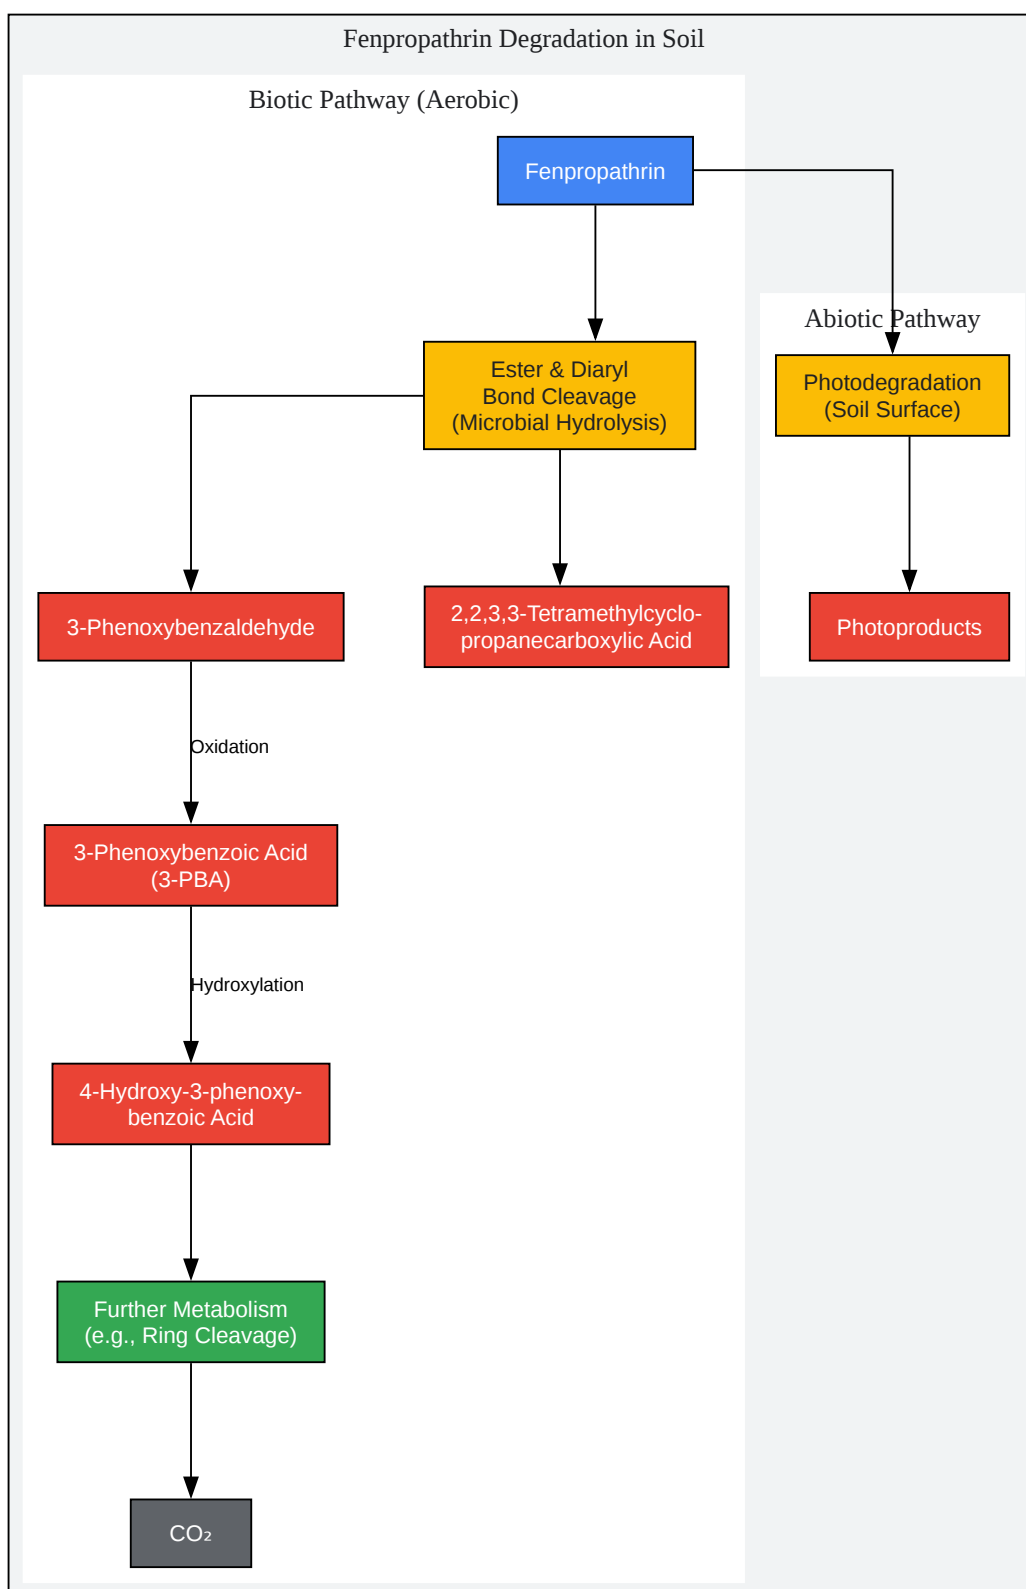 Fenpropathrin Degradation in Soil
Biotic Pathway (Aerobic)
Fenpropathrin
Abiotic Pathway
Ester & Diaryl
Bond Cleavage
(Microbial Hydrolysis)
Photodegradation
(Soil Surface)
3-Phenoxybenzaldehyde
2,2,3,3-Tetramethylcyclo-
propanecarboxylic Acid
Photoproducts
Oxidation
3-Phenoxybenzoic Acid
(3-PBA)
Hydroxylation
4-Hydroxy-3-phenoxy-
benzoic Acid
Further Metabolism
(e.g., Ring Cleavage)
CO₂